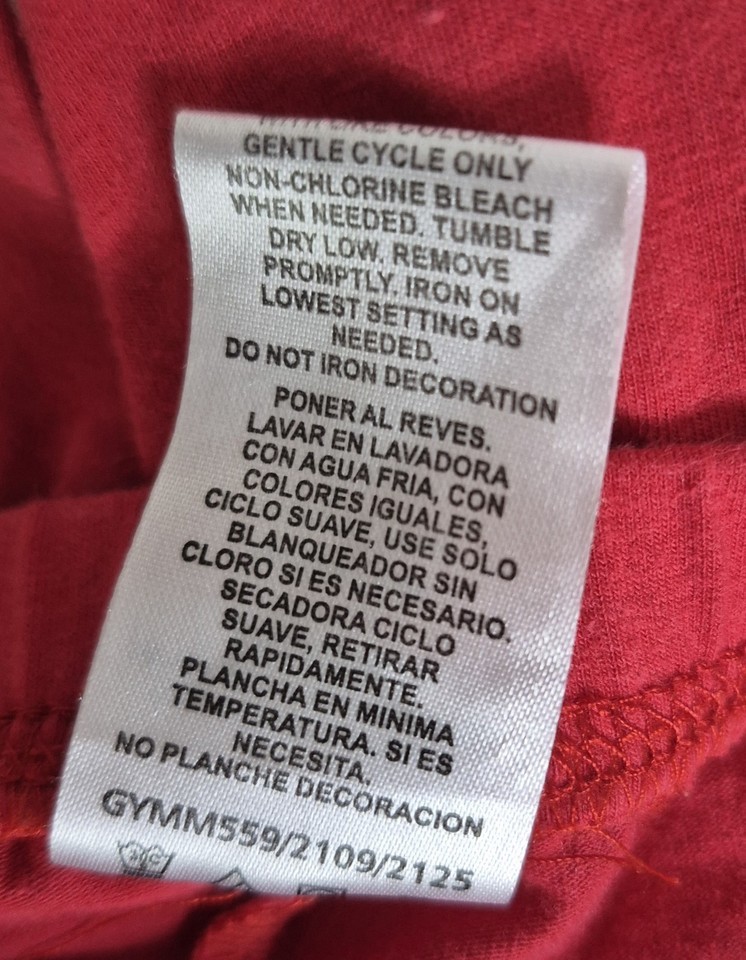 WITH LIKE COLORS,
GENTLE CYCLE ONLY
NON-CHLORINE BLEACH
WHEN NEEDED. TUMBLE
DRY LOW. REMOVE
PROMPTLY. IRON ON
LOWEST SETTING AS
NEEDED.
DO NOT IRON DECORATION
PONER AL REVES.
LAVAR EN LAVADORA
CON AGUA FRIA, CON
COLORES IGUALES,
CICLO SUAVE, USE SOLO
BLANQUEADOR SIN
CLORO SI ES NECESARIO.
SECADORA CICLO
SUAVE, RETIRAR
RAPIDAMENTE.
PLANCHA EN MINIMA
TEMPERATURA. SI ES
NECESITA.
NO PLANCHE DECORACION
GYMM559/2109/2125